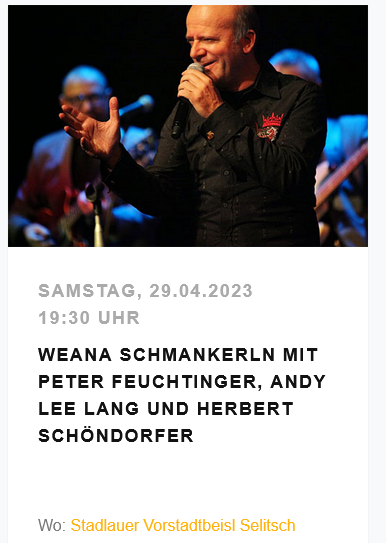 SAMSTAG, 29.04.2023
19:30 UHR
WEANA SCHMANKERLN MIT
PETER FEUCHTINGER, ANDY
LEE LANG UND HERBERT
SCHÖNDORFER
Wo: Stadlauer Vorstadtbeisl Selitsch